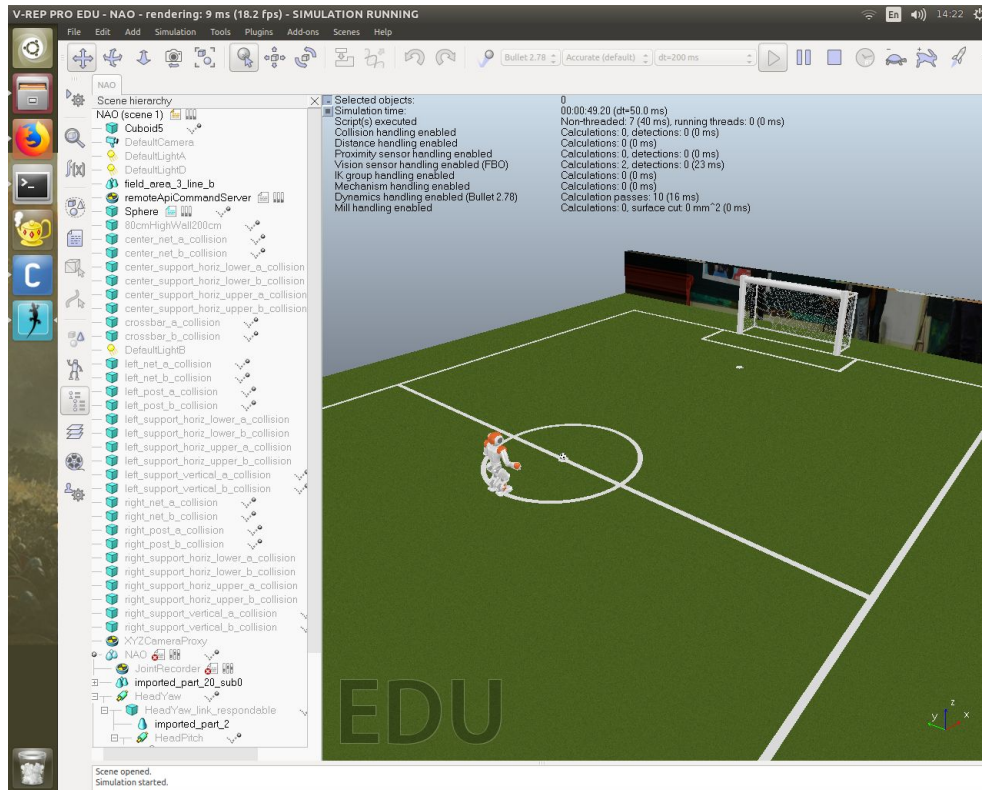 V-REP PRO EDU - NAO - rendering: 9 ms (18.2 fps) - SIMULATION RUNNING
En
14:22
File Edit Add Simulation Tools Plugins Add-ons Scenes Help
Bullet 2.78
Accurate (default)
dt=200 ms
NAO
Scene hierarchy
NAO (scene 1)
Cuboid5
DefaultCamera
DefaultLightA
DefaultLightD
field_area_3_line_b
remoteApiCommandServer
Sphere
80cmHighWall200cm
center_net_a_collision
center_net_b_collision
center_support_horiz_lower_a_collision
center_support_horiz_lower_b_collision
center_support_horiz_upper_a_collision
center_support_horiz_upper_b_collision
crossbar_a_collision
crossbar_b_collision
DefaultLightB
left_net_a_collision
left_net_b_collision
left_post_a_collision
left_post_b_collision
left_support_horiz_lower_a_collision
left_support_horiz_lower_b_collision
left_support_horiz_upper_a_collision
left_support_horiz_upper_b_collision
left_support_vertical_a_collision
left_support_vertical_b_collision
right_net_a_collision
right_net_b_collision
right_post_a_collision
right_post_b_collision
right_support_horiz_lower_a_collision
right_support_horiz_lower_b_collision
right_support_horiz_upper_a_collision
right_support_horiz_upper_b_collision
right_support_vertical_a_collision
right_support_vertical_b_collision
XYZCameraProxy
NAO
JointRecorder
imported_part_20_sub0
HeadYaw
HeadYaw_link_respondable
imported_part_2
HeadPitch
Selected objects: 0
Simulation time: 00:00:49.20 (dt=50.0 ms)
Script(s) executed Non-threaded: 7 (40 ms), running threads: 0 (0 ms)
Collision handling enabled Calculations: 0, detections: 0 (0 ms)
Distance handling enabled Calculations: 0 (0 ms)
Proximity sensor handling enabled Calculations: 0, detections: 0 (0 ms)
Vision sensor handling enabled (FBO) Calculations: 2, detections: 0 (23 ms)
IK group handling enabled Calculations: 0 (0 ms)
Mechanism handling enabled Calculations: 0 (0 ms)
Dynamics handling enabled (Bullet 2.78) Calculation passes: 10 (16 ms)
Mill handling enabled Calculations: 0, surface cut: 0 mm^2 (0 ms)
EDU
z
y x
Scene opened.
Simulation started.